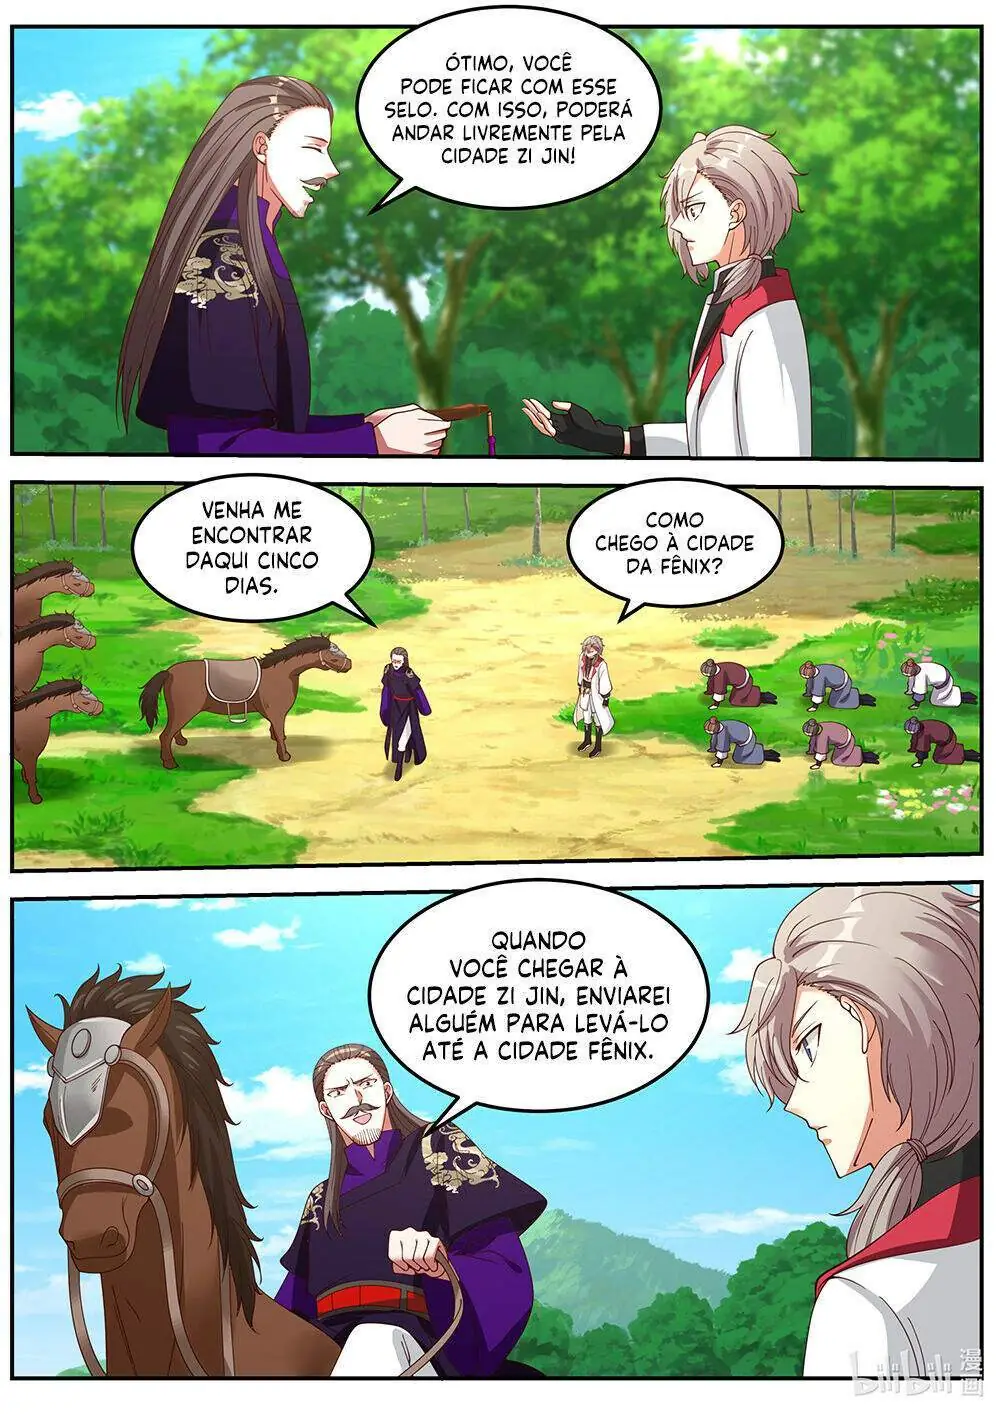 ÓTIMO, VOCÊ
PODE FICAR COM ESSE
SELO. COM ISSO, PODERÁ
ANDAR LIVREMENTE PELA
CIDADE ZI JIN!
VENHA ME
ENCONTRAR
DAQUI CINCO
DIAS.
COMO
CHEGO À CIDADE
DA FÊNIX?
QUANDO
VOCÊ CHEGAR À
CIDADE ZI JIN, ENVIAREI
ALGUÉM PARA LEVÁ-LO
ATÉ A CIDADE FÊNIX.
bilibili 漫画